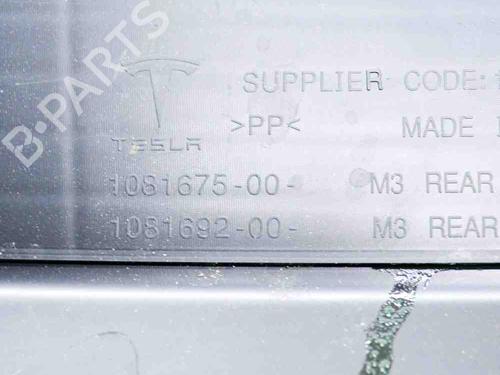 B-PARTS
SUPPLIER CODE:
TESLA
>PP< MADE
1081675-00- M3 REAR
1081692-00- M3 REAR